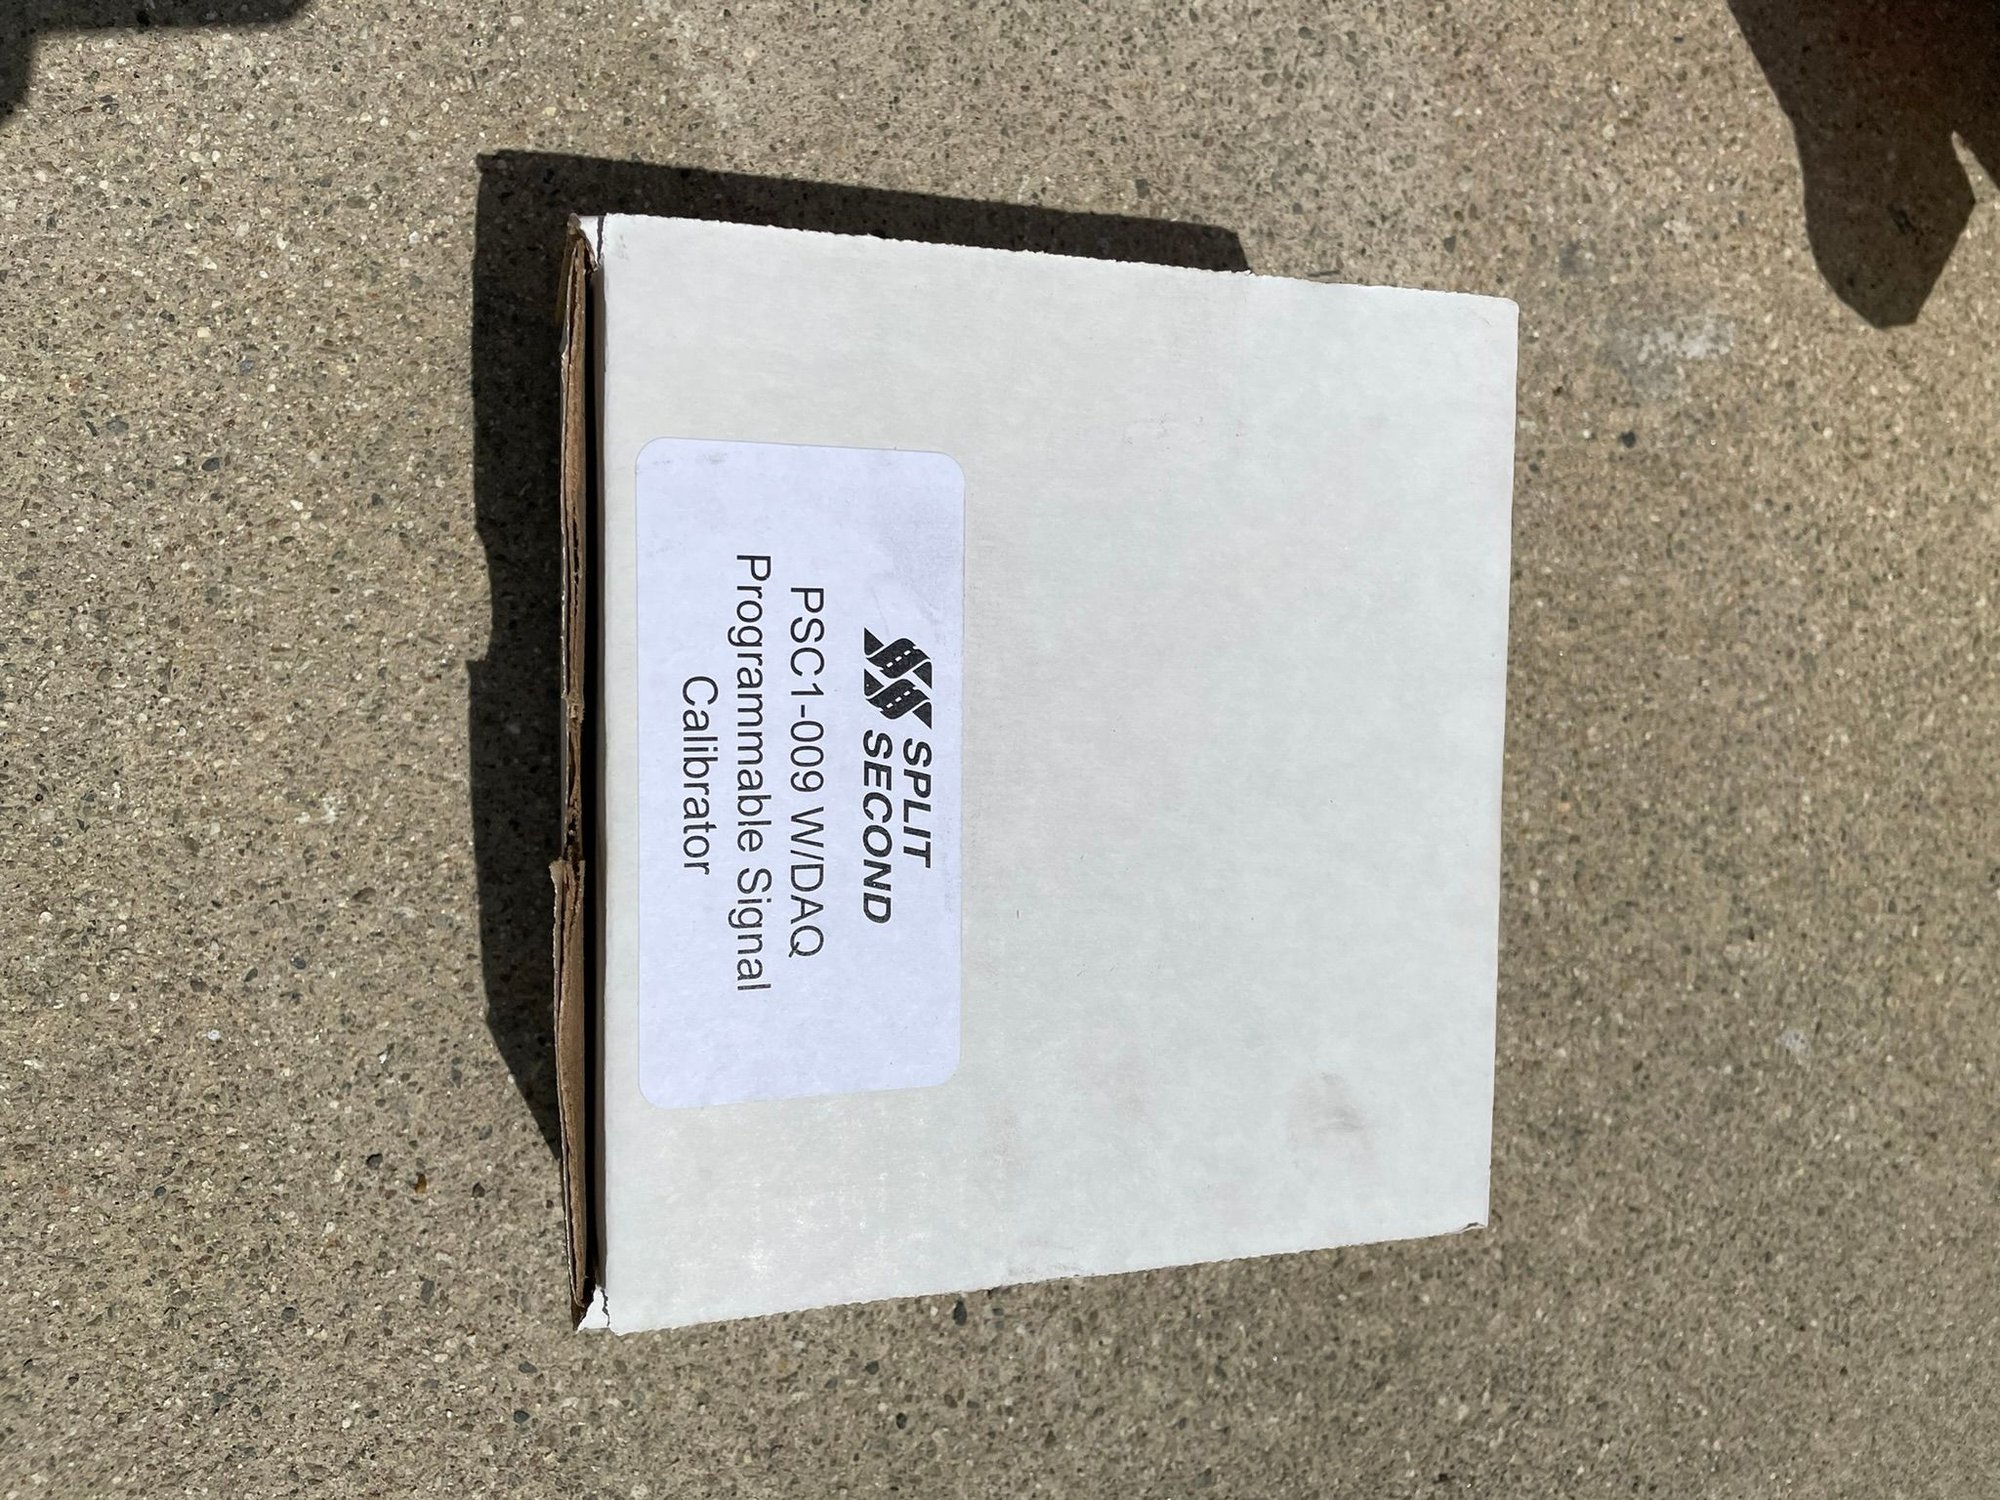 SPLIT
SECOND
PSC1-009 W/DAQ
Programmable Signal
Calibrator